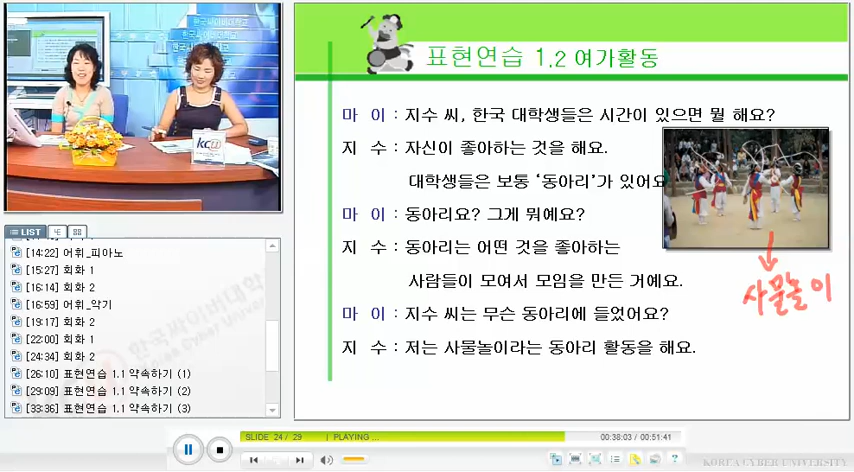 한국싸이버대학교
KCU
LIST
[14:22] 어휘_피아노
[15:27] 회화 1
[16:14] 회화 2
[16:59] 어휘_악기
[19:17] 회화 2
[22:00] 회화 1
[24:34] 회화 2
[26:10] 표현연습 1.1 약속하기 (1)
[29:09] 표현연습 1.1 약속하기 (2)
[33:36] 표현연습 1.1 약속하기 (3)
표현연습 1.2 여가활동
마 이 : 지수 씨, 한국 대학생들은 시간이 있으면 뭘 해요?
지 수 : 자신이 좋아하는 것을 해요.
대학생들은 보통 ‘동아리’가 있어요
마 이 : 동아리요? 그게 뭐예요?
지 수 : 동아리는 어떤 것을 좋아하는
사람들이 모여서 모임을 만든 거예요.
마 이 : 지수 씨는 무슨 동아리에 들었어요?
지 수 : 저는 사물놀이라는 동아리 활동을 해요.
사물놀이
SLIDE 24 / 29 | PLAYING ...
00:38:03 / 00:51:41
KOREA CYBER UNIVERSITY